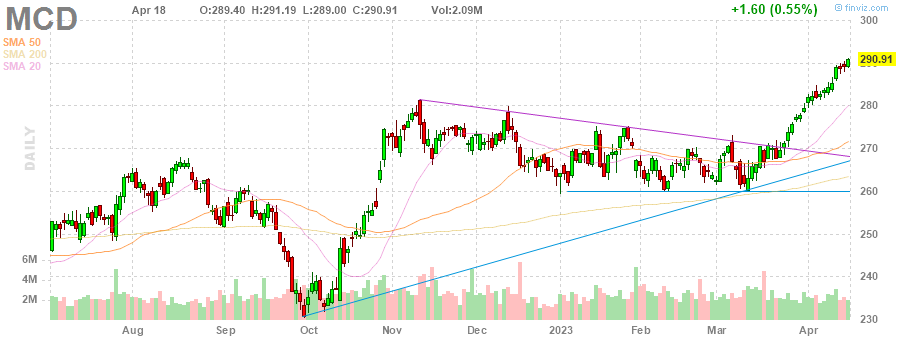 MCD Apr 18 O:289.40 H:291.19 L:289.00 C:290.91 Vol:2.09M +1.60 (0.55%) © finviz.com
SMA 50
SMA 200
SMA 20
DAILY
300
290.91
280
270
260
250
240
230
6M
4M
2M
Aug Sep Oct Nov Dec 2023 Feb Mar Apr